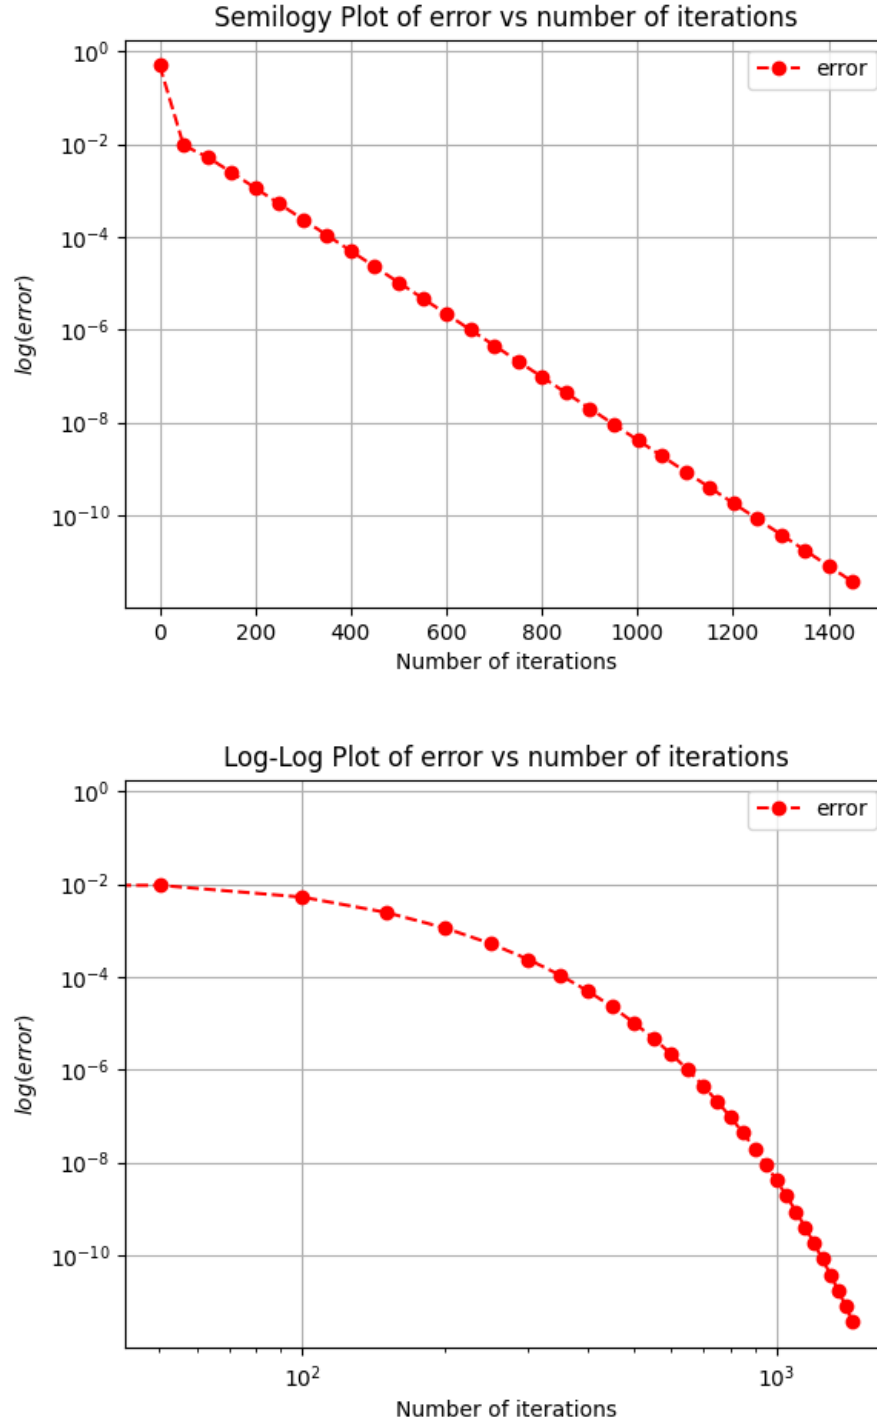 Semilogy Plot of error vs number of iterations
10^0
error
10^-2
10^-4
log(error)
10^-6
10^-8
10^-10
0 200 400 600 800 1000 1200 1400
Number of iterations
Log-Log Plot of error vs number of iterations
10^0
error
10^-2
10^-4
log(error)
10^-6
10^-8
10^-10
10^2 10^3
Number of iterations